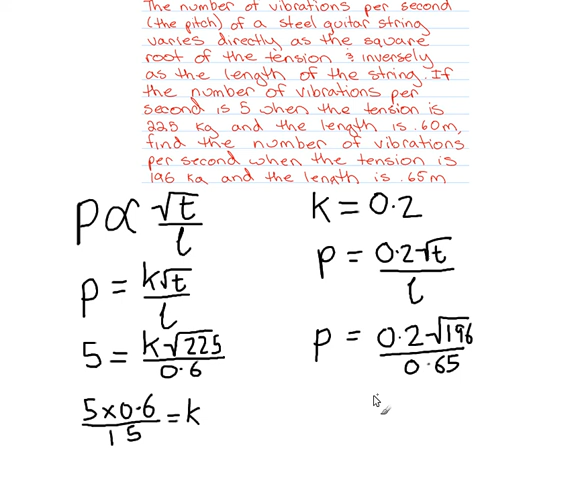 The number of vibrations per second
(the pitch) of a steel guitar string
varies directly as the square
root of the tension & inversely
as the length of the string. If
the number of vibrations per
second is 5 when the tension is
225 kg and the length is .60m,
find the number of vibrations
per second when the tension is
196 kg and the length is .65m
p ∝ √t / l
p = k√t / l
5 = k√225 / 0.6
5×0.6 / 15 = k
k = 0.2
p = 0.2√t / l
p = 0.2√196 / 0.65